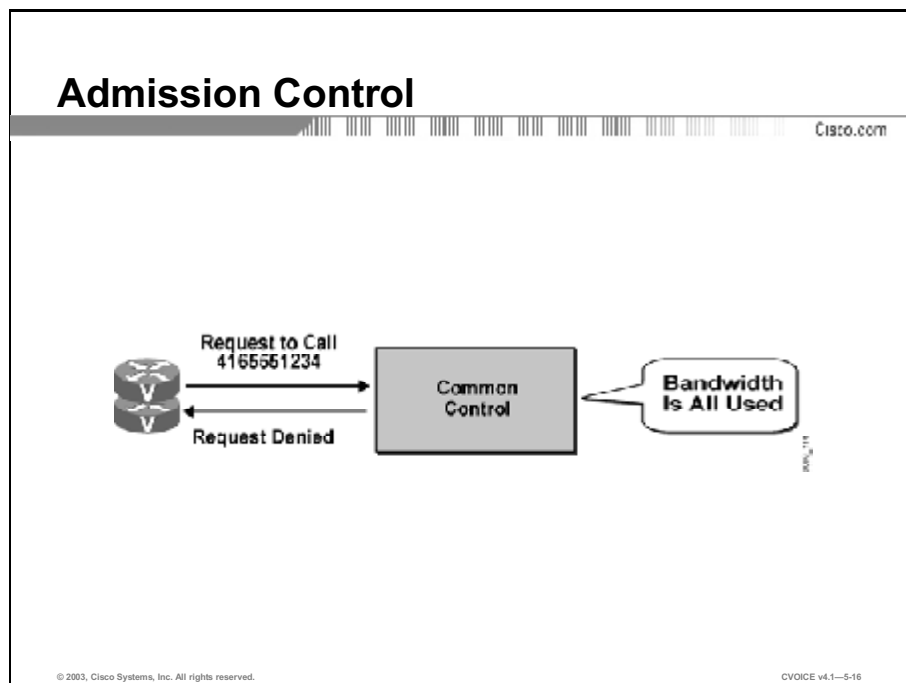 Admission Control
Cisco.com
Request to Call
4165551234
V
V
Request Denied
Common
Control
Bandwidth
Is All Used
© 2003, Cisco Systems, Inc. All rights reserved.
CVOICE v4.1—5-16